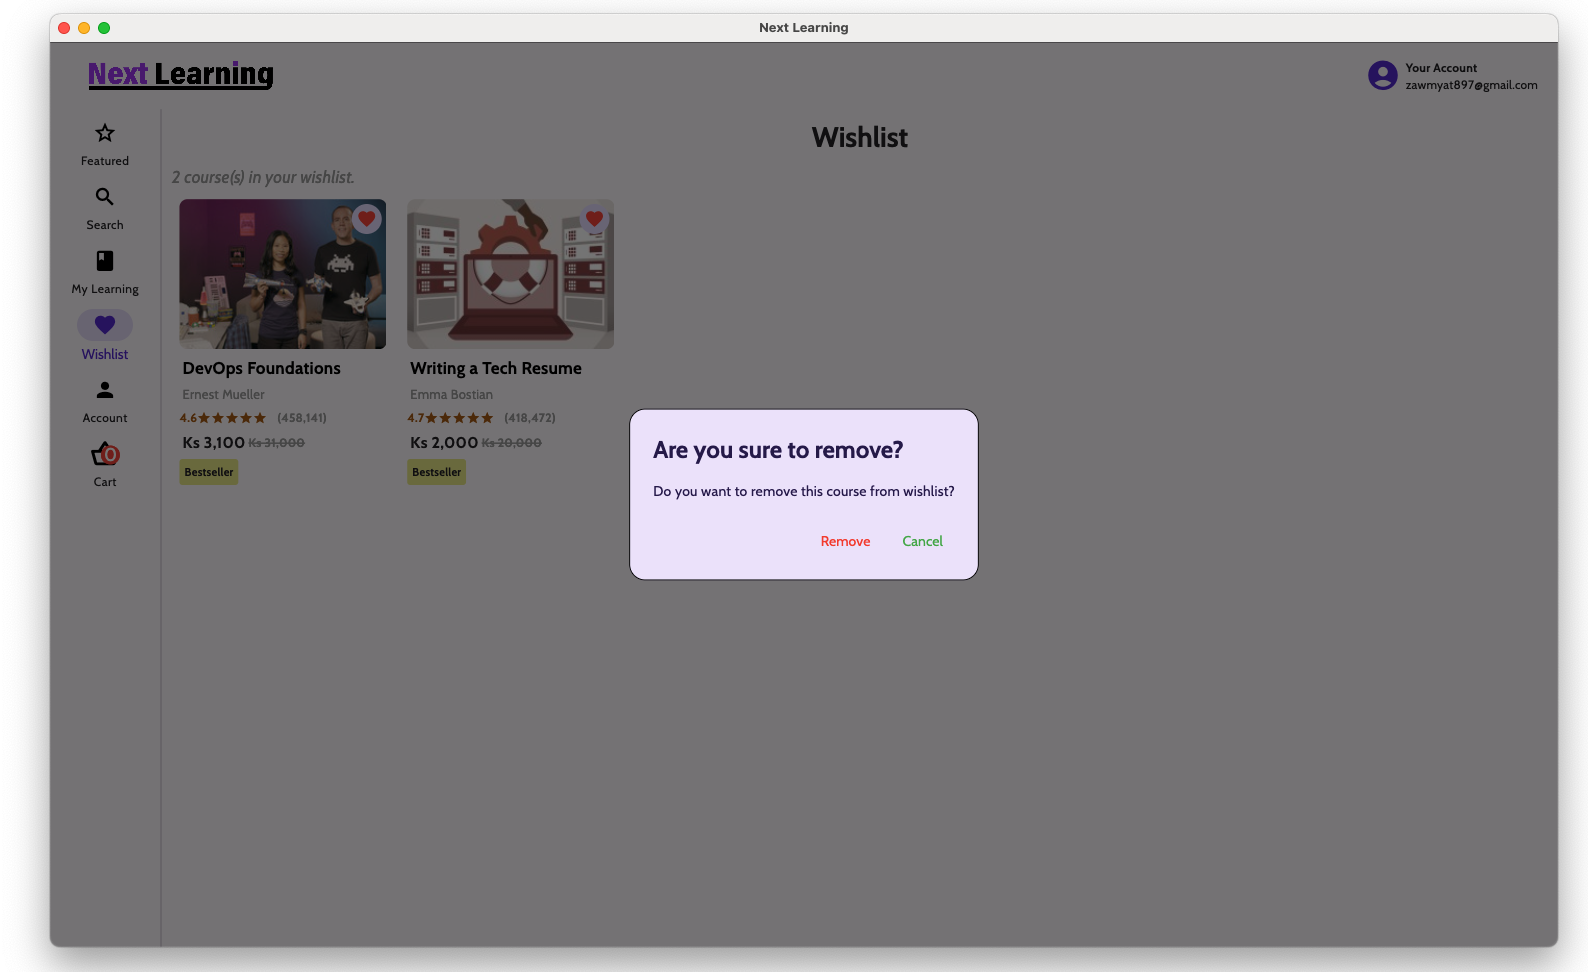 Next Learning
Next Learning
Your Account
zawmyat897@gmail.com
Featured
Search
My Learning
Wishlist
Account
0
Cart
Wishlist
2 course(s) in your wishlist.
DevOps Foundations
Ernest Mueller
4.6 (458,141)
Ks 3,100 Ks 31,000
Bestseller
Writing a Tech Resume
Emma Bostian
4.7 (418,472)
Ks 2,000 Ks 20,000
Bestseller
Are you sure to remove?
Do you want to remove this course from wishlist?
Remove Cancel